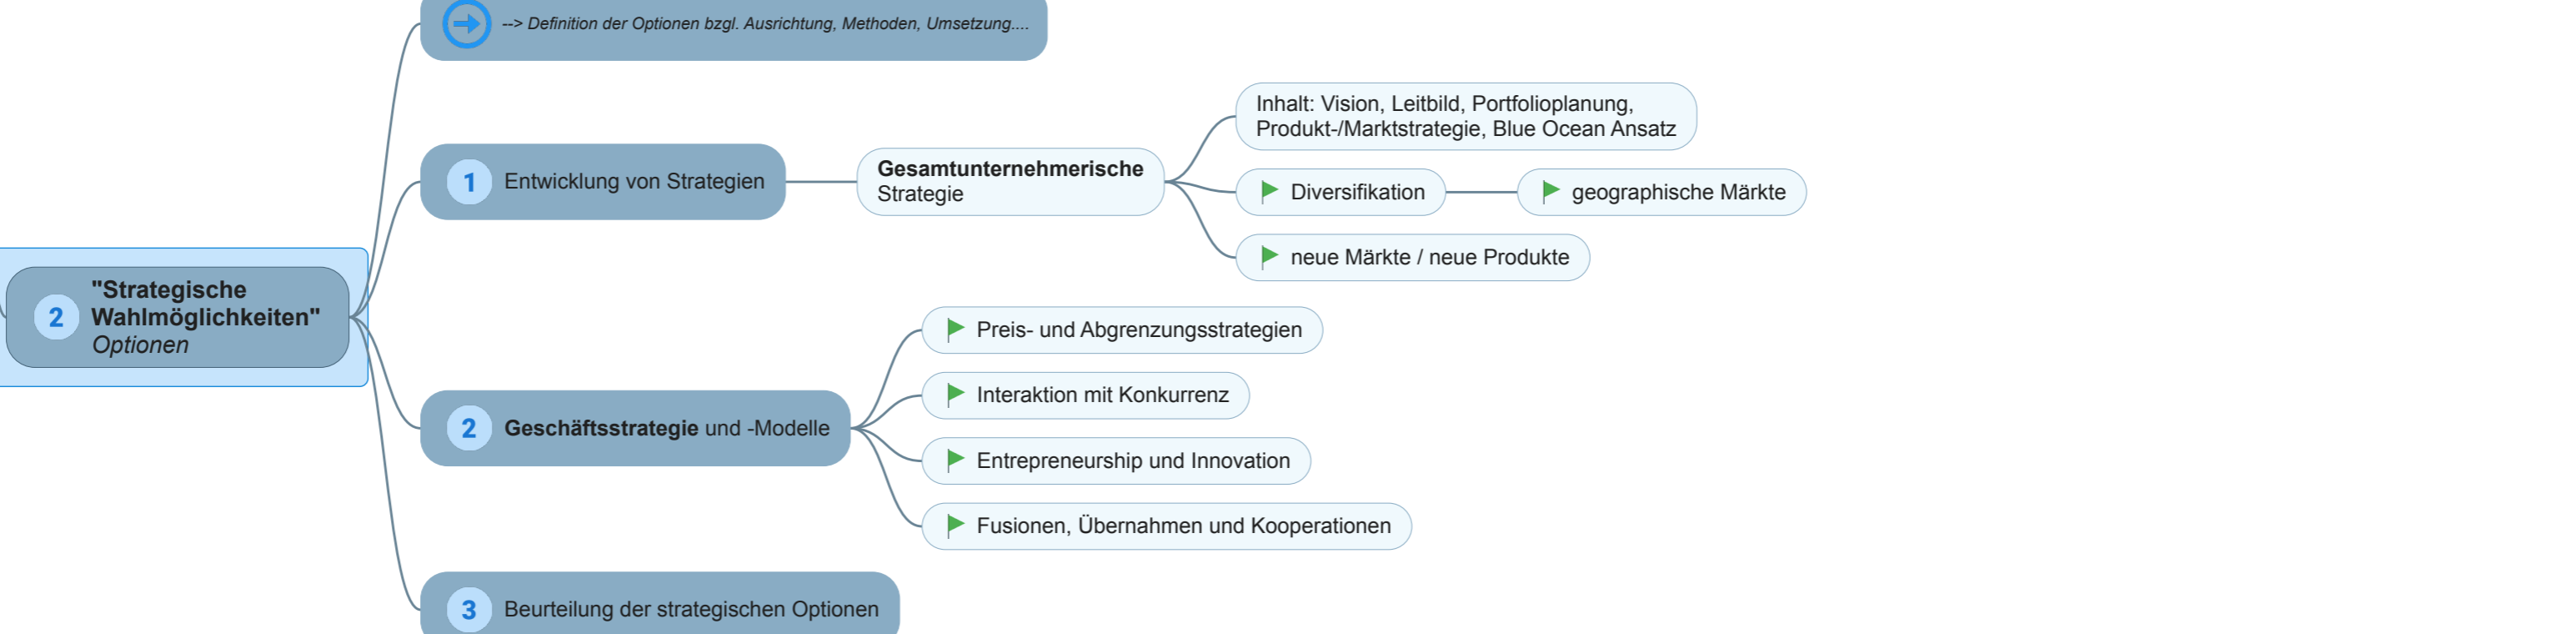 --> Definition der Optionen bzgl. Ausrichtung, Methoden, Umsetzung....
Inhalt: Vision, Leitbild, Portfolioplanung,
Produkt-/Marktstrategie, Blue Ocean Ansatz
1 Entwicklung von Strategien
Gesamtunternehmerische
Strategie
Diversifikation
geographische Märkte
neue Märkte / neue Produkte
2 "Strategische
Wahlmöglichkeiten"
Optionen
Preis- und Abgrenzungsstrategien
Interaktion mit Konkurrenz
2 Geschäftsstrategie und -Modelle
Entrepreneurship und Innovation
Fusionen, Übernahmen und Kooperationen
3 Beurteilung der strategischen Optionen